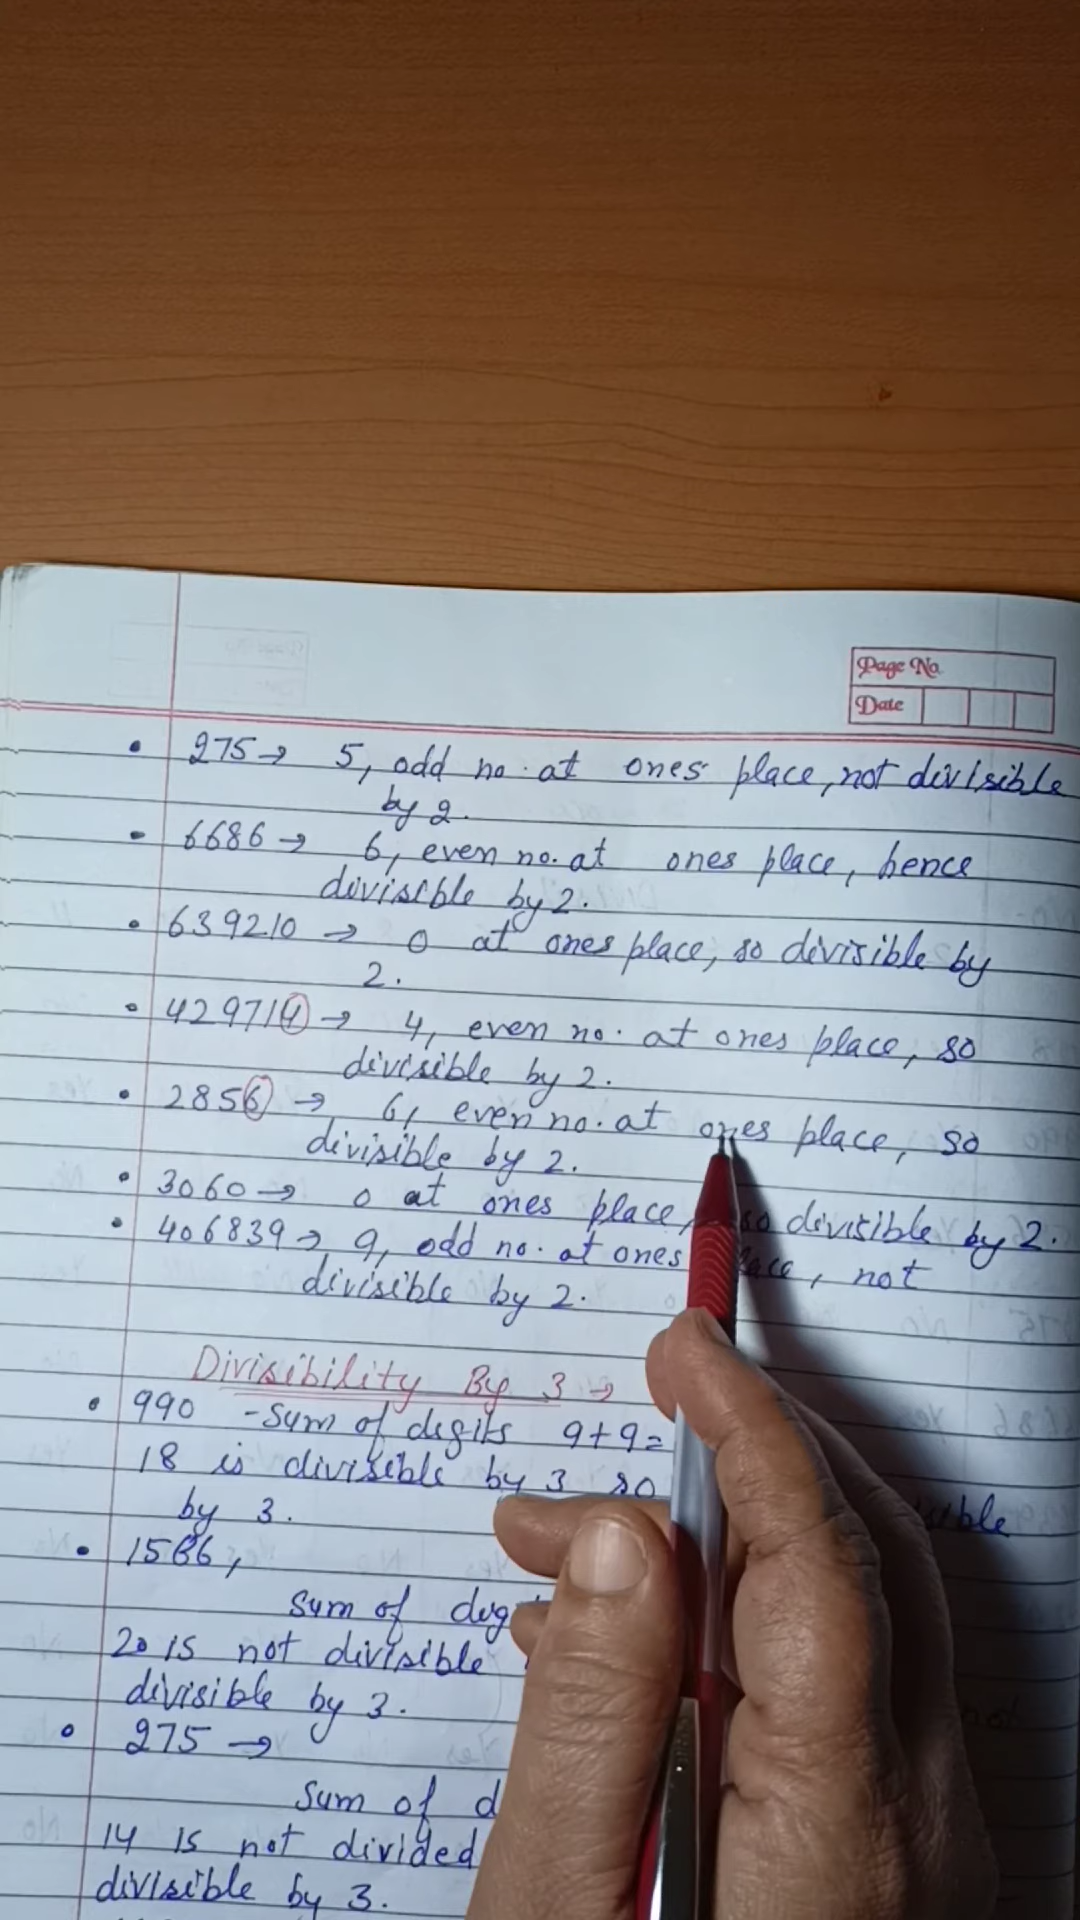 Page No.
Date
• 275 → 5, odd no. at ones place, not divisible
by 2.
• 6686 → 6, even no. at ones place, hence
divisible by 2.
• 639210 → 0 at ones place, so divisible by
2.
• 429714 → 4, even no. at ones place, so
divisible by 2.
• 2856 → 6, even no. at ones place, so
divisible by 2.
• 3060 → 0 at ones place, so divisible by 2.
• 406839 → 9, odd no. at ones place, not
divisible by 2.
Divisibility By 3 →
• 990 - Sum of digits 9+9=
18 is divisible by 3 so
by 3.
• 1586,
Sum of
20 is not divisible
divisible by 3.
• 275 →
Sum of
14 is not divided
divisible by 3.